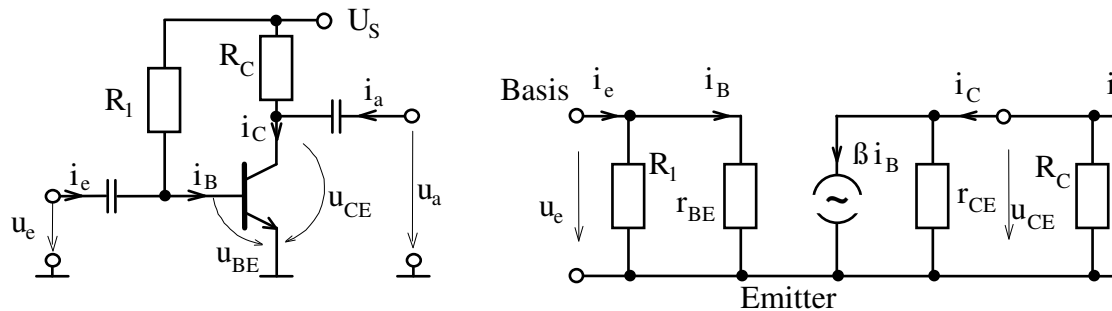 U_S
R_C
R_1
i_a
i_C
i_e
i_B
u_e
u_BE
u_CE
u_a
Basis
i_e
i_B
ß i_B
i_C
i
R_1
r_BE
u_e
r_CE
u_CE
R_C
Emitter